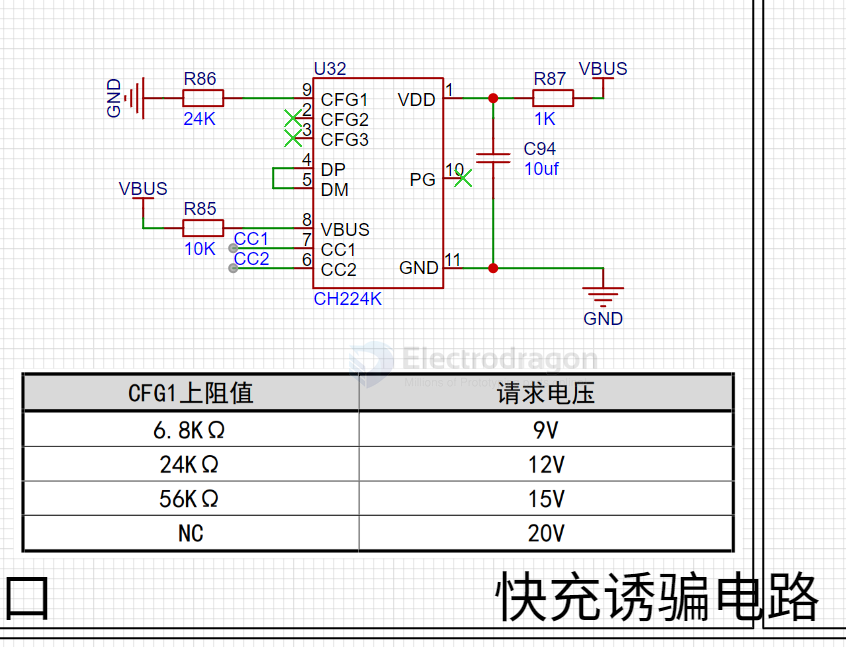 U32
R86
24K
GND
9
CFG1
2
CFG2
3
CFG3
4
DP
5
DM
VBUS
R85
10K
8
VBUS
CC1
7
CC1
CC2
6
CC2
VDD
1
R87
1K
VBUS
C94
10uf
PG
10
GND
11
GND
CH224K
Electrodragon
CFG1上阻值 请求电压
6.8KΩ 9V
24KΩ 12V
56KΩ 15V
NC 20V
口
快充诱骗电路